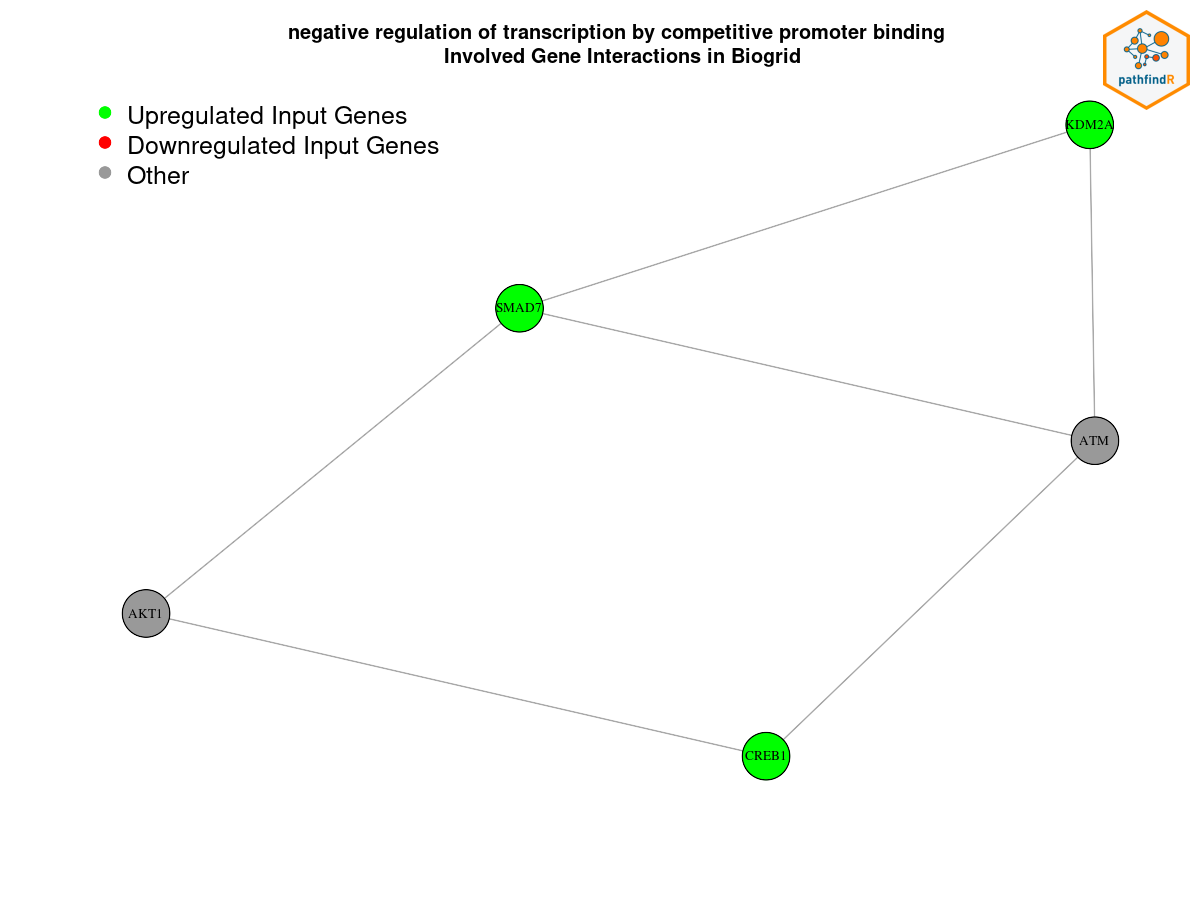 negative regulation of transcription by competitive promoter binding
Involved Gene Interactions in Biogrid
pathfindR
Upregulated Input Genes
Downregulated Input Genes
Other
KDM2A
SMAD7
ATM
AKT1
CREB1